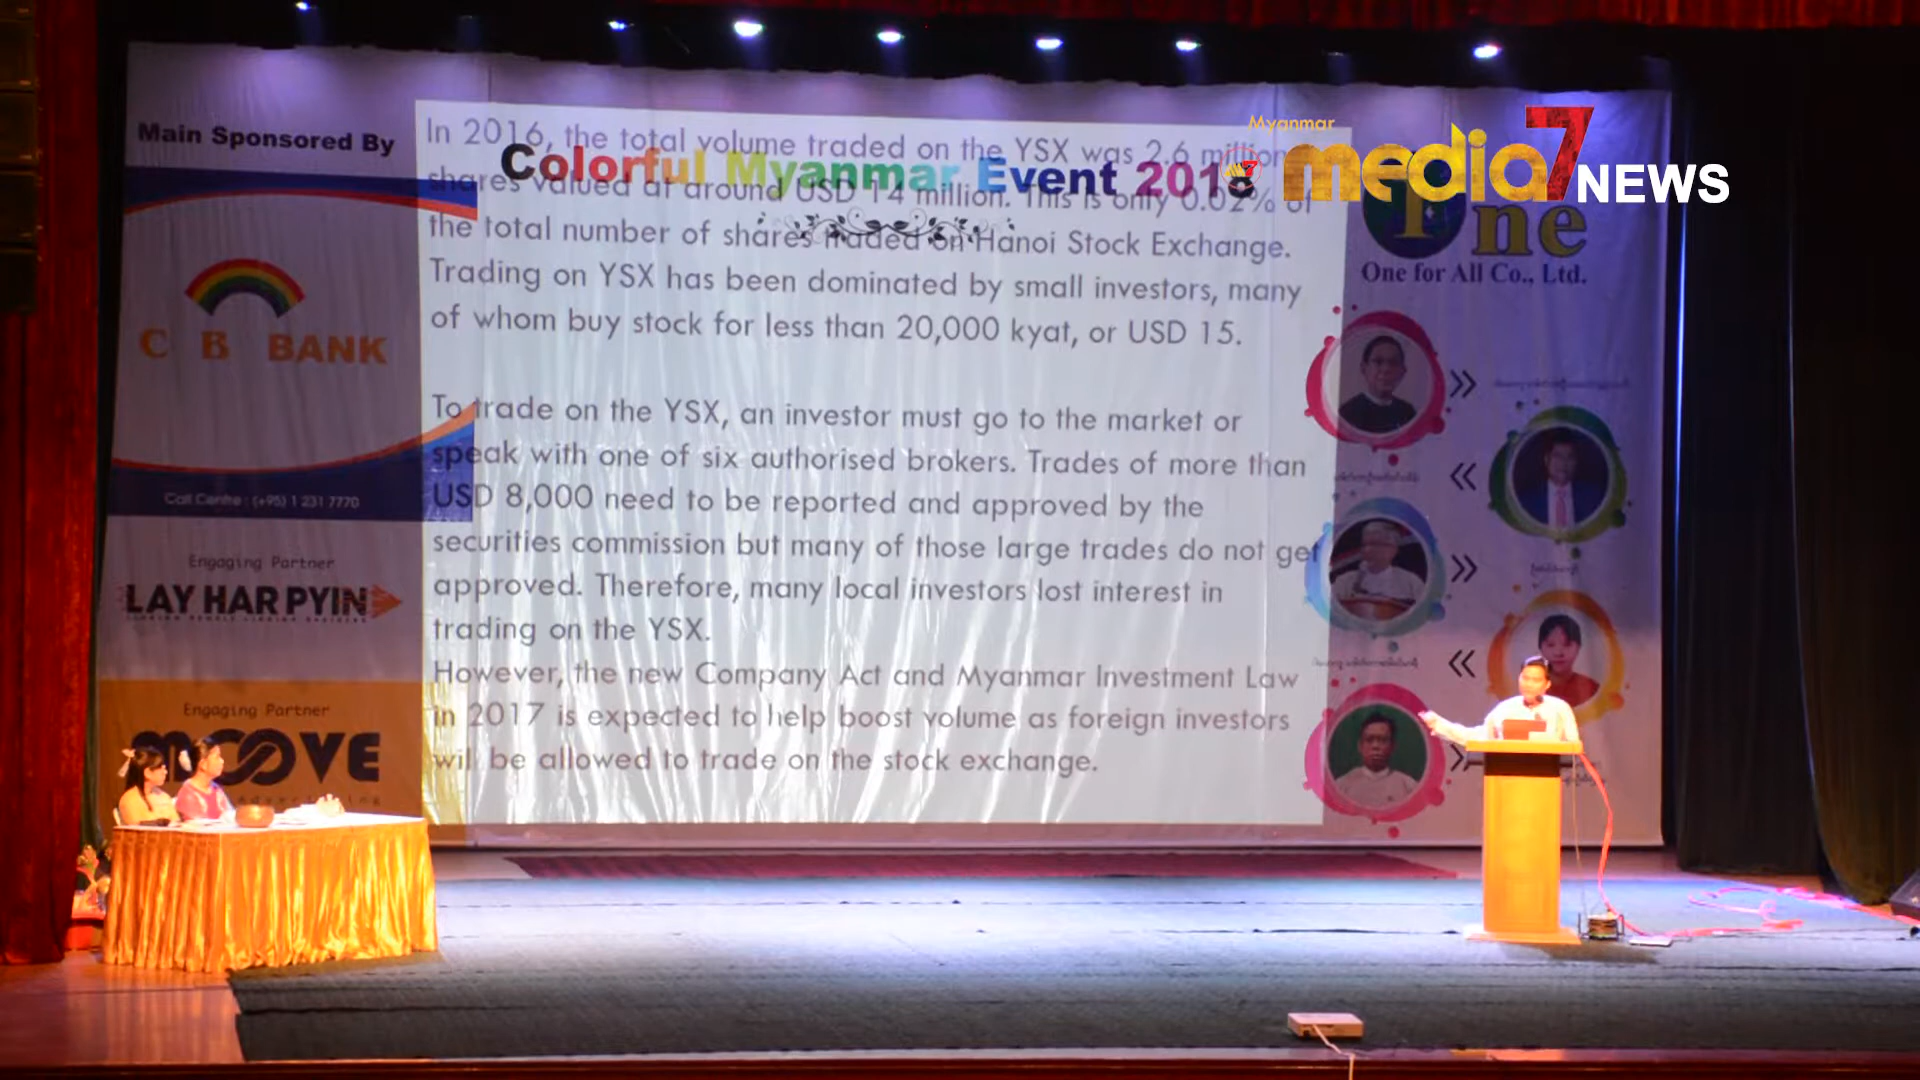 Main Sponsored By
C B BANK
Call Centre : (+95) 1 231 7770
Engaging Partner
LAY HAR PYIN
Engaging Partner
MOOVE
advertising
Colorful Myanmar Event 2018
In 2016, the total volume traded on the YSX was 2.6 million
shares valued at around USD 14 million. This is only 0.02% of
the total number of shares traded on Hanoi Stock Exchange.
Trading on YSX has been dominated by small investors, many
of whom buy stock for less than 20,000 kyat, or USD 15.
To trade on the YSX, an investor must go to the market or
speak with one of six authorised brokers. Trades of more than
USD 8,000 need to be reported and approved by the
securities commission but many of those large trades do not get
approved. Therefore, many local investors lost interest in
trading on the YSX.
However, the new Company Act and Myanmar Investment Law
in 2017 is expected to help boost volume as foreign investors
will be allowed to trade on the stock exchange.
Myanmar
media7 NEWS
One
One for All Co., Ltd.